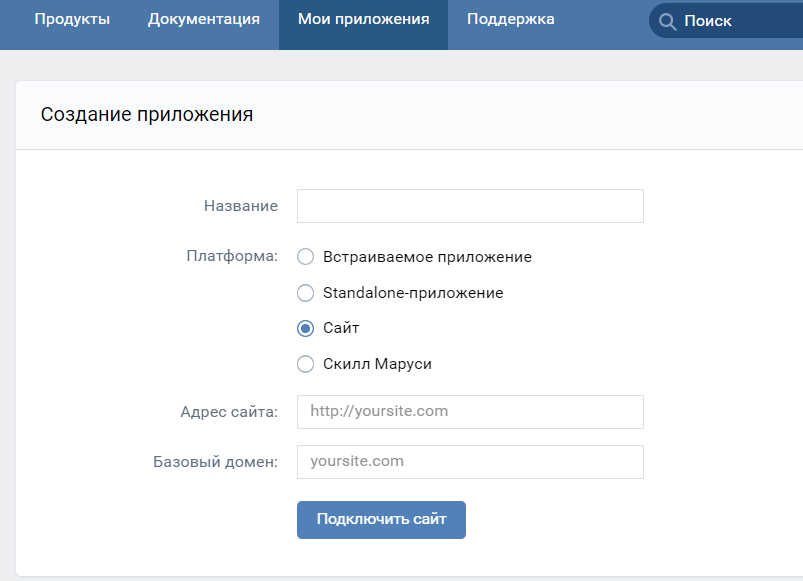 Продукты Документация Мои приложения Поддержка Поиск
Создание приложения
Название
Платформа: Встраиваемое приложение
Standalone-приложение
Сайт
Скилл Маруси
Адрес сайта: http://yoursite.com
Базовый домен: yoursite.com
Подключить сайт